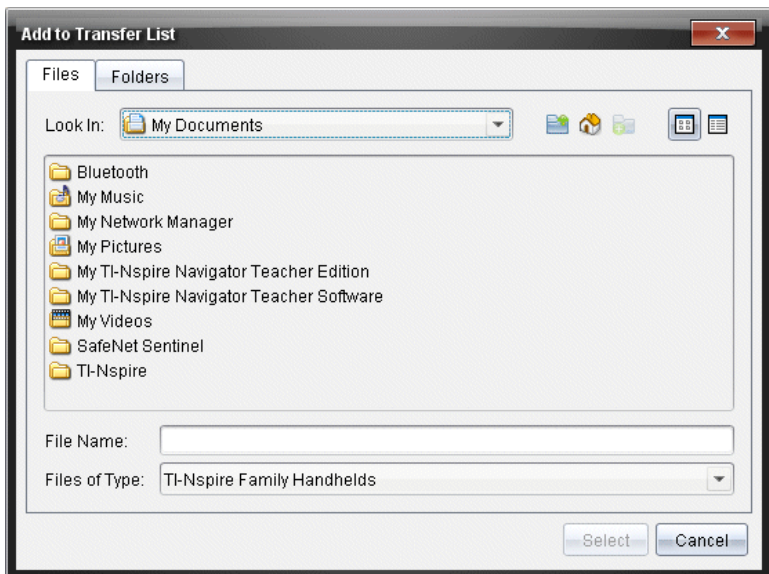 Add to Transfer List
Files Folders
Look In: My Documents
Bluetooth
My Music
My Network Manager
My Pictures
My TI-Nspire Navigator Teacher Edition
My TI-Nspire Navigator Teacher Software
My Videos
SafeNet Sentinel
TI-Nspire
File Name:
Files of Type: TI-Nspire Family Handhelds
Select Cancel